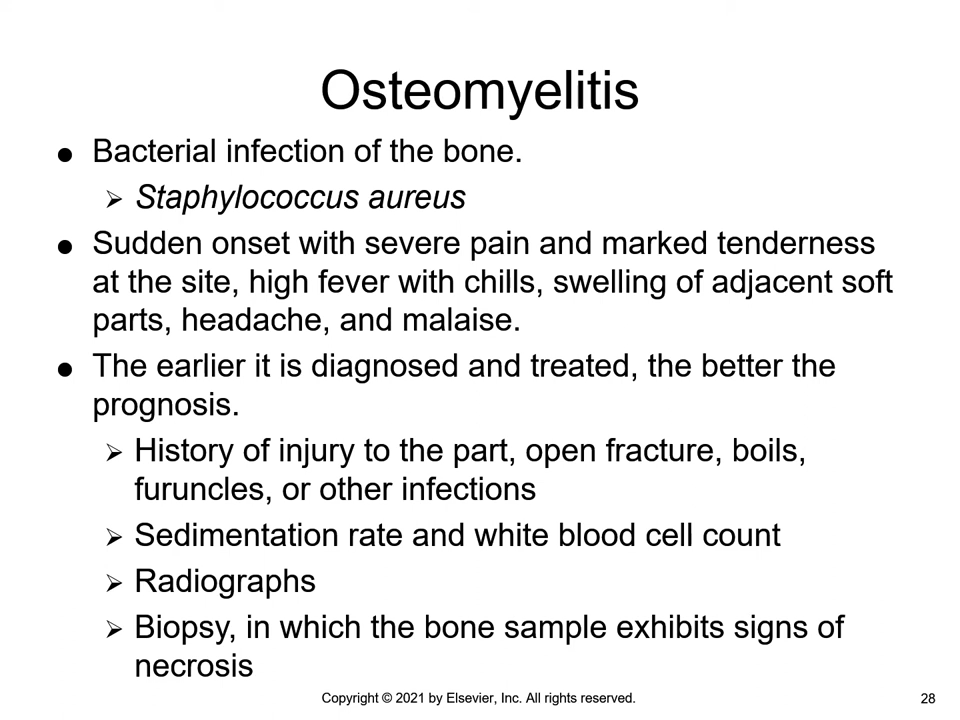 Osteomyelitis
● Bacterial infection of the bone.
➢ Staphylococcus aureus
● Sudden onset with severe pain and marked tenderness
at the site, high fever with chills, swelling of adjacent soft
parts, headache, and malaise.
● The earlier it is diagnosed and treated, the better the
prognosis.
➢ History of injury to the part, open fracture, boils,
furuncles, or other infections
➢ Sedimentation rate and white blood cell count
➢ Radiographs
➢ Biopsy, in which the bone sample exhibits signs of
necrosis
Copyright © 2021 by Elsevier, Inc. All rights reserved.
28